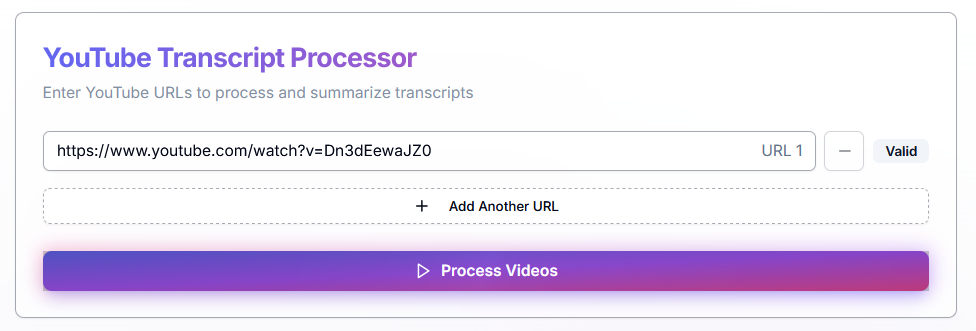 YouTube Transcript Processor
Enter YouTube URLs to process and summarize transcripts
https://www.youtube.com/watch?v=Dn3dEewaJZ0 URL 1 Valid
Add Another URL
Process Videos